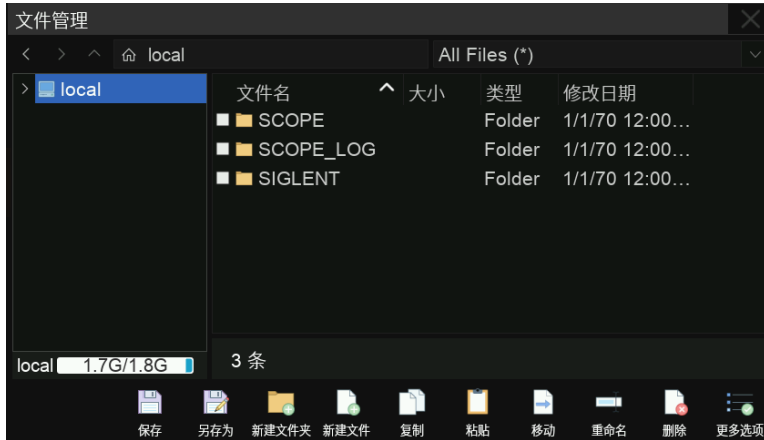 文件管理
local
All Files (*)
local
文件名 大小 类型 修改日期
SCOPE Folder 1/1/70 12:00...
SCOPE_LOG Folder 1/1/70 12:00...
SIGLENT Folder 1/1/70 12:00...
local 1.7G/1.8G
3 条
保存 另存为 新建文件夹 新建文件 复制 粘贴 移动 重命名 删除 更多选项